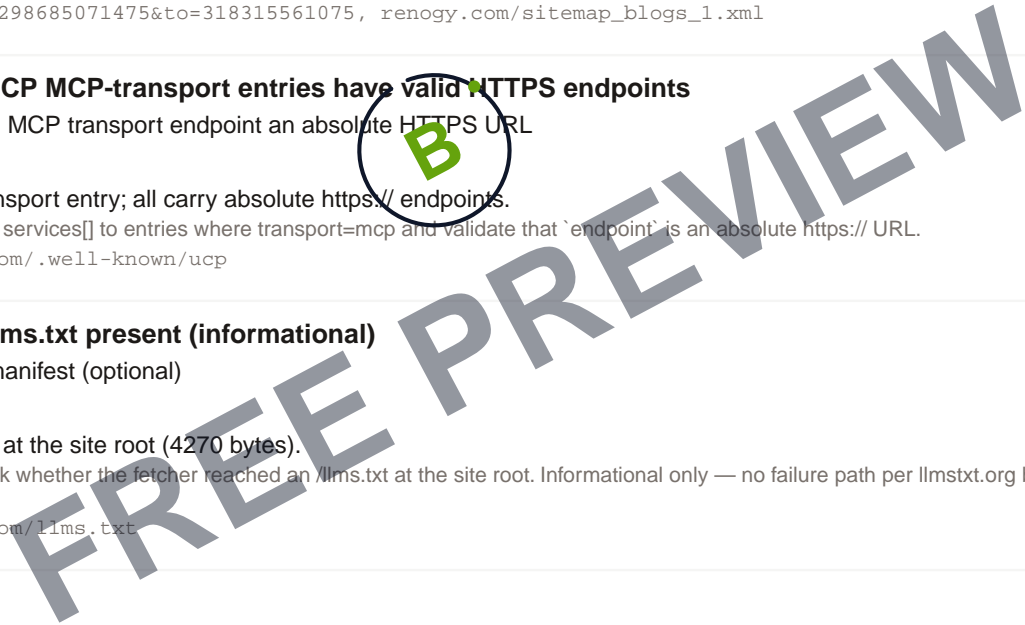 298685071475&to=318315561075, renogy.com/sitemap_blogs_1.xml
CP MCP-transport entries have valid HTTPS endpoints
MCP transport endpoint an absolute HTTPS URL
B
nsport entry; all carry absolute https:// endpoints.
services[] to entries where transport=mcp and validate that `endpoint` is an absolute https:// URL.
om/.well-known/ucp
FREE PREVIEW
ms.txt present (informational)
nanifest (optional)
at the site root (4270 bytes).
k whether the fetcher reached an /llms.txt at the site root. Informational only — no failure path per llmstxt.org
om/llms.txt